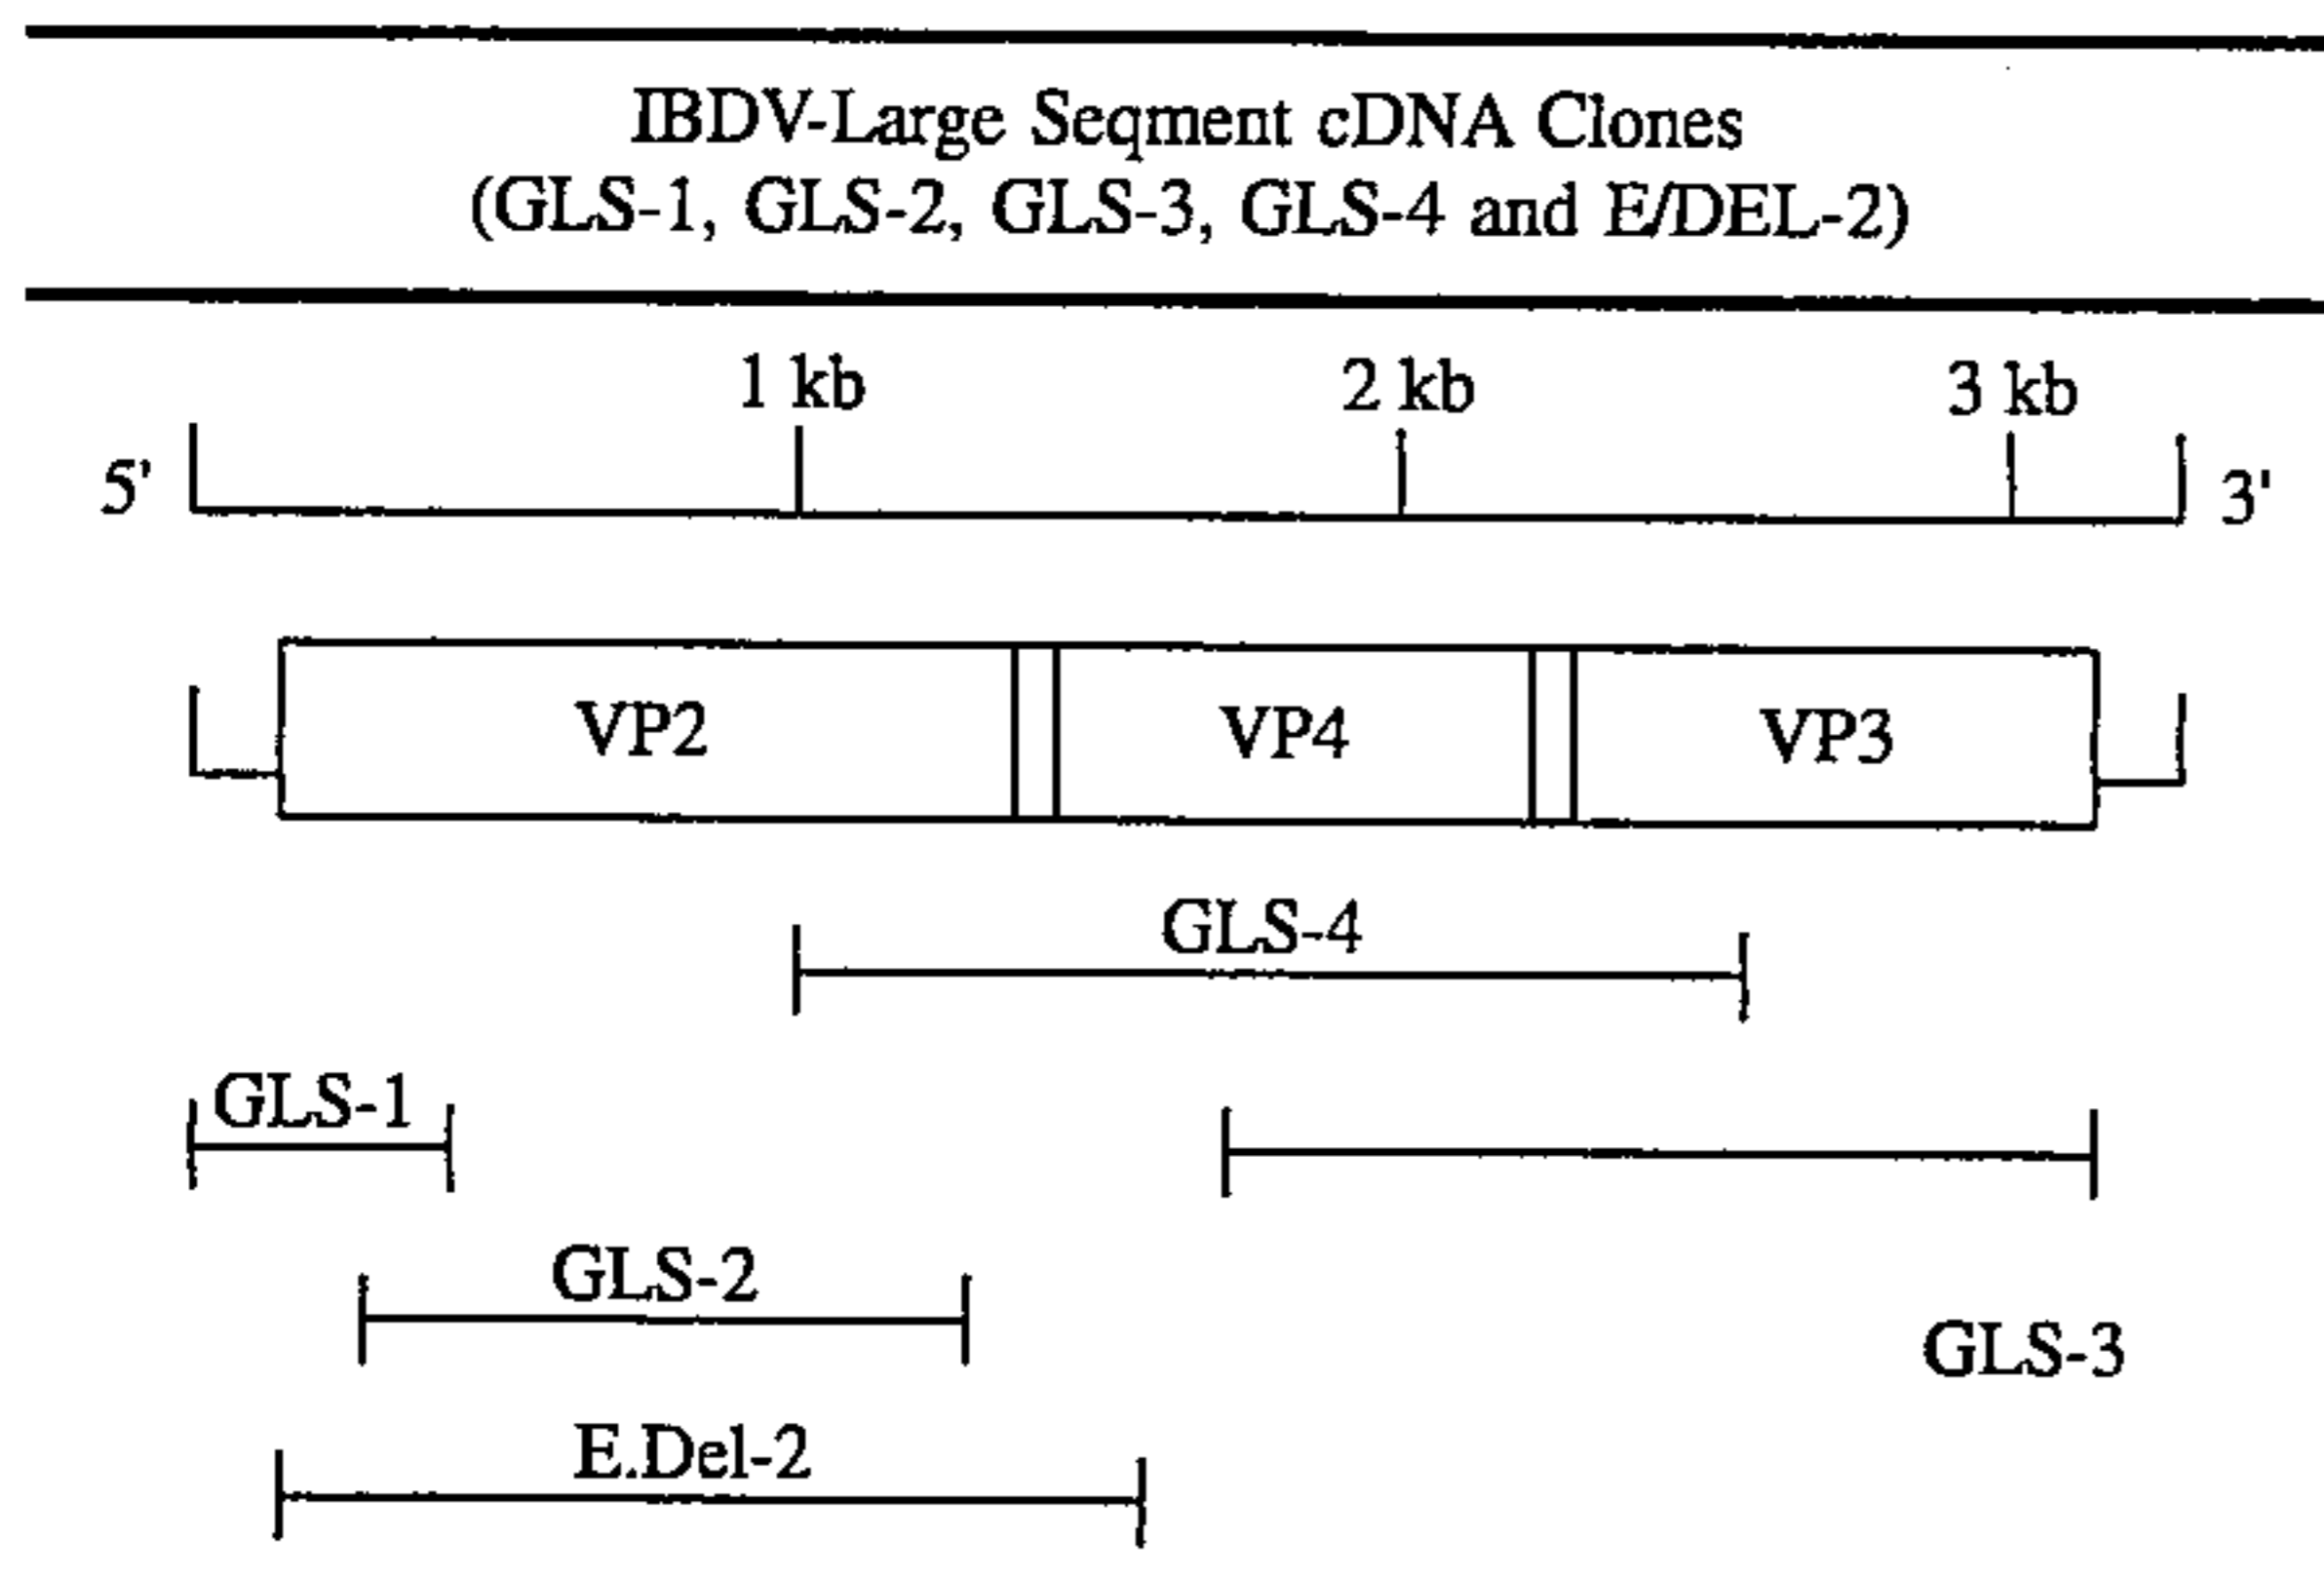 IBDV-Large Seqment cDNA Clones
(GLS-1, GLS-2, GLS-3, GLS-4 and E/DEL-2)
1 kb 2 kb 3 kb
5' 3'
VP2 VP4 VP3
GLS-4
GLS-1
GLS-2
GLS-3
E.Del-2